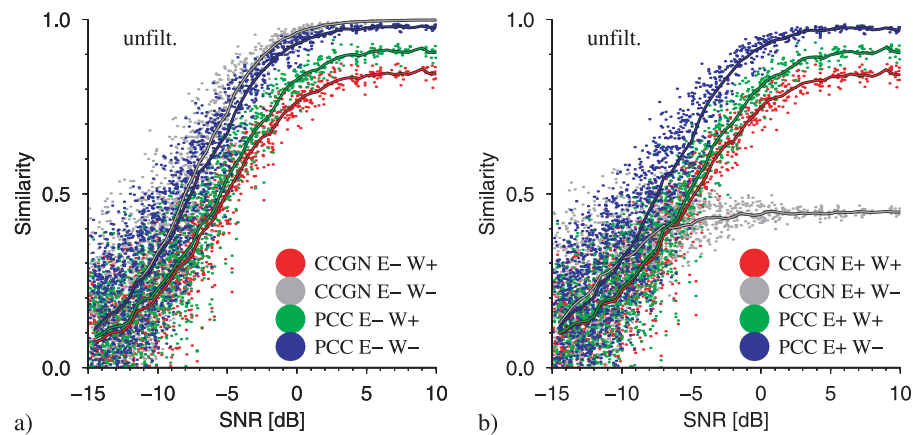 unfilt.
Similarity
1.0
0.5
0.0
CCGN E− W+
CCGN E− W−
PCC E− W+
PCC E− W−
−15 −10 −5 0 5 10
SNR [dB]
a)
unfilt.
Similarity
1.0
0.5
0.0
CCGN E+ W+
CCGN E+ W−
PCC E+ W+
PCC E+ W−
−15 −10 −5 0 5 10
SNR [dB]
b)